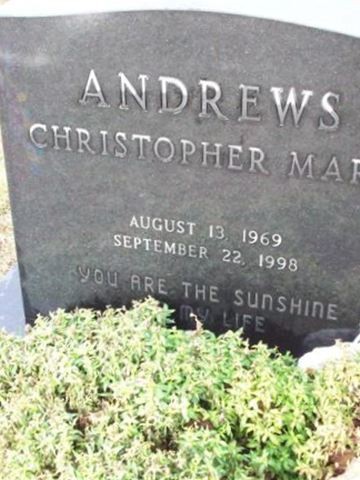 ANDREWS
CHRISTOPHER MAR
AUGUST 13, 1969
SEPTEMBER 22, 1998
YOU ARE THE SUNSHINE
MY LIFE